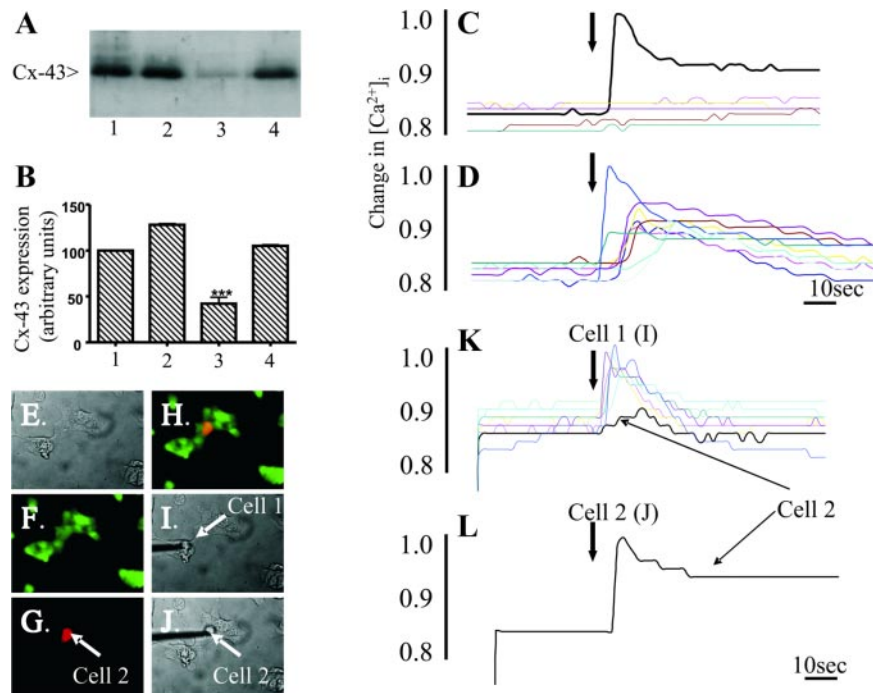 A
Cx-43>
1 2 3 4
B
Cx-43 expression
(arbitrary units)
150
100
50
0
***
1 2 3 4
E.
H.
F.
I.
Cell 1
G.
Cell 2
J.
Cell 2
Change in [Ca²⁺]ᵢ
C
1.0
0.9
0.8
D
1.0
0.9
0.8
10sec
K
Cell 1 (I)
1.0
0.9
0.8
Cell 2
L
Cell 2 (J)
1.0
0.9
0.8
10sec